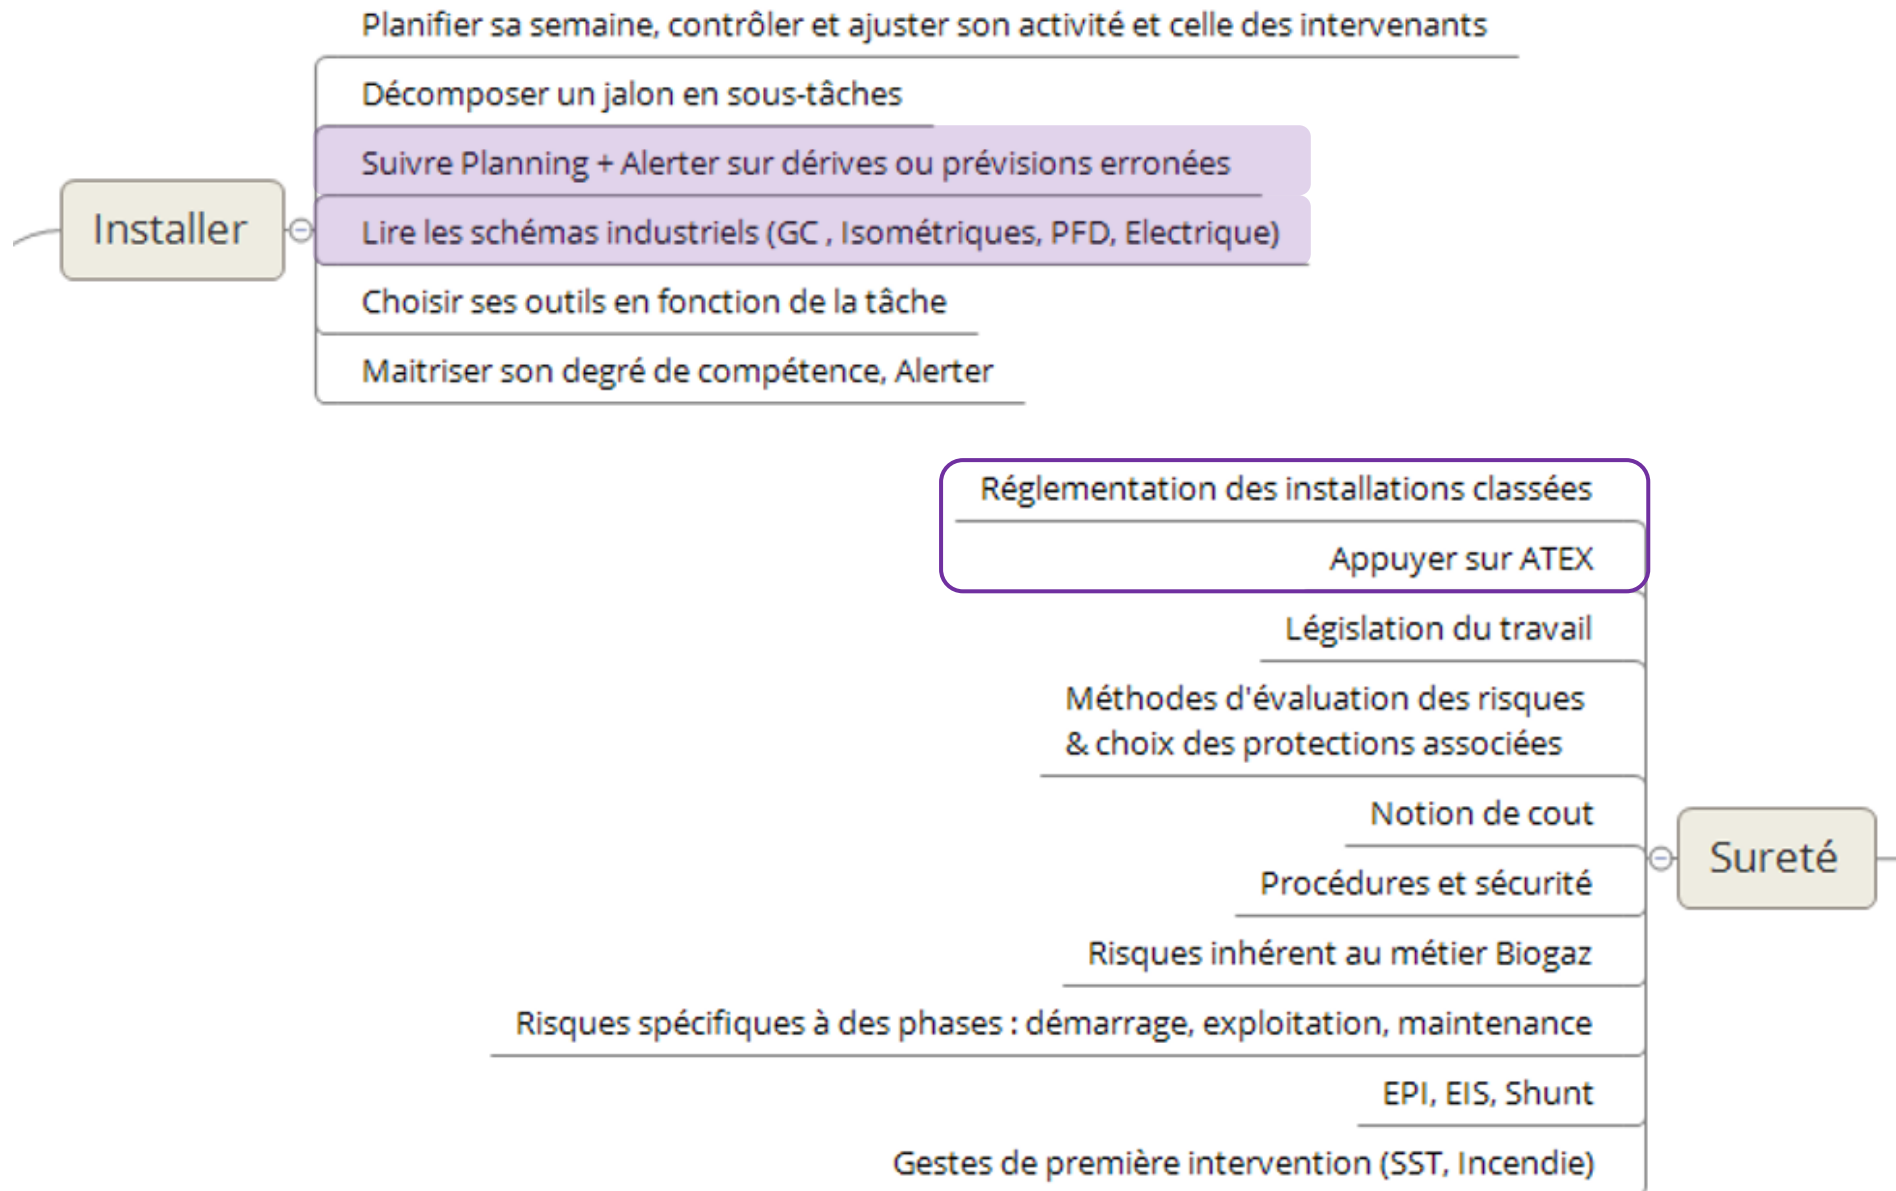 Planifier sa semaine, contrôler et ajuster son activité et celle des intervenants
Décomposer un jalon en sous-tâches
Suivre Planning + Alerter sur dérives ou prévisions erronées
Installer
Lire les schémas industriels (GC , Isométriques, PFD, Electrique)
Choisir ses outils en fonction de la tâche
Maitriser son degré de compétence, Alerter
Réglementation des installations classées
Appuyer sur ATEX
Législation du travail
Méthodes d'évaluation des risques
& choix des protections associées
Notion de cout
Sureté
Procédures et sécurité
Risques inhérent au métier Biogaz
Risques spécifiques à des phases : démarrage, exploitation, maintenance
EPI, EIS, Shunt
Gestes de première intervention (SST, Incendie)